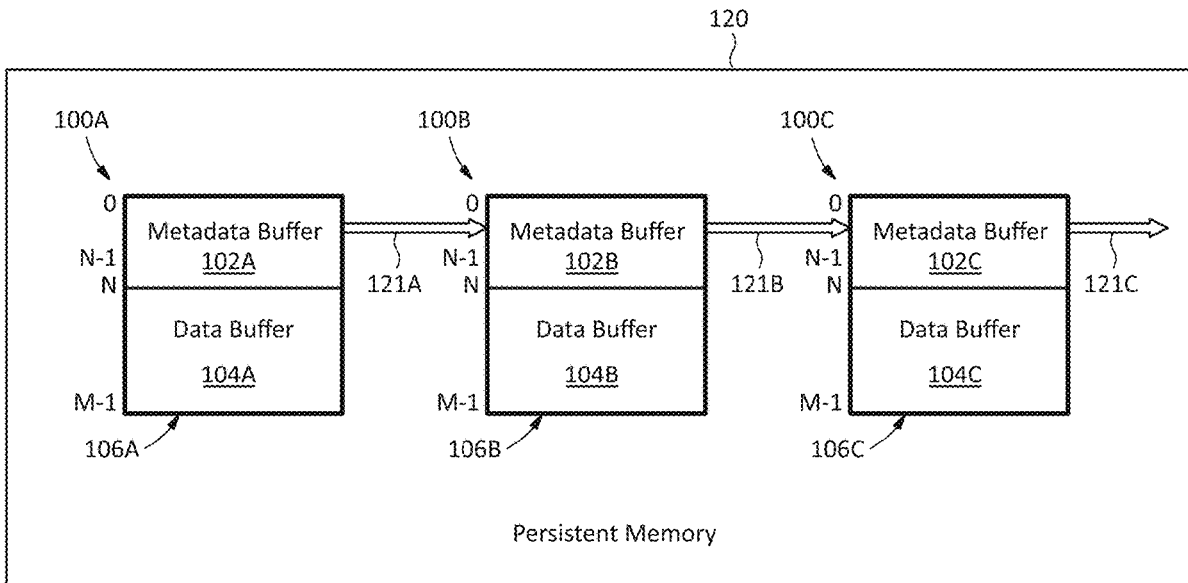 120
100A 100B 100C
0 0 0
Metadata Buffer Metadata Buffer Metadata Buffer
N-1 102A N-1 102B N-1 102C
N 121A N 121B N 121C
Data Buffer Data Buffer Data Buffer
104A 104B 104C
M-1 M-1 M-1
106A 106B 106C
Persistent Memory